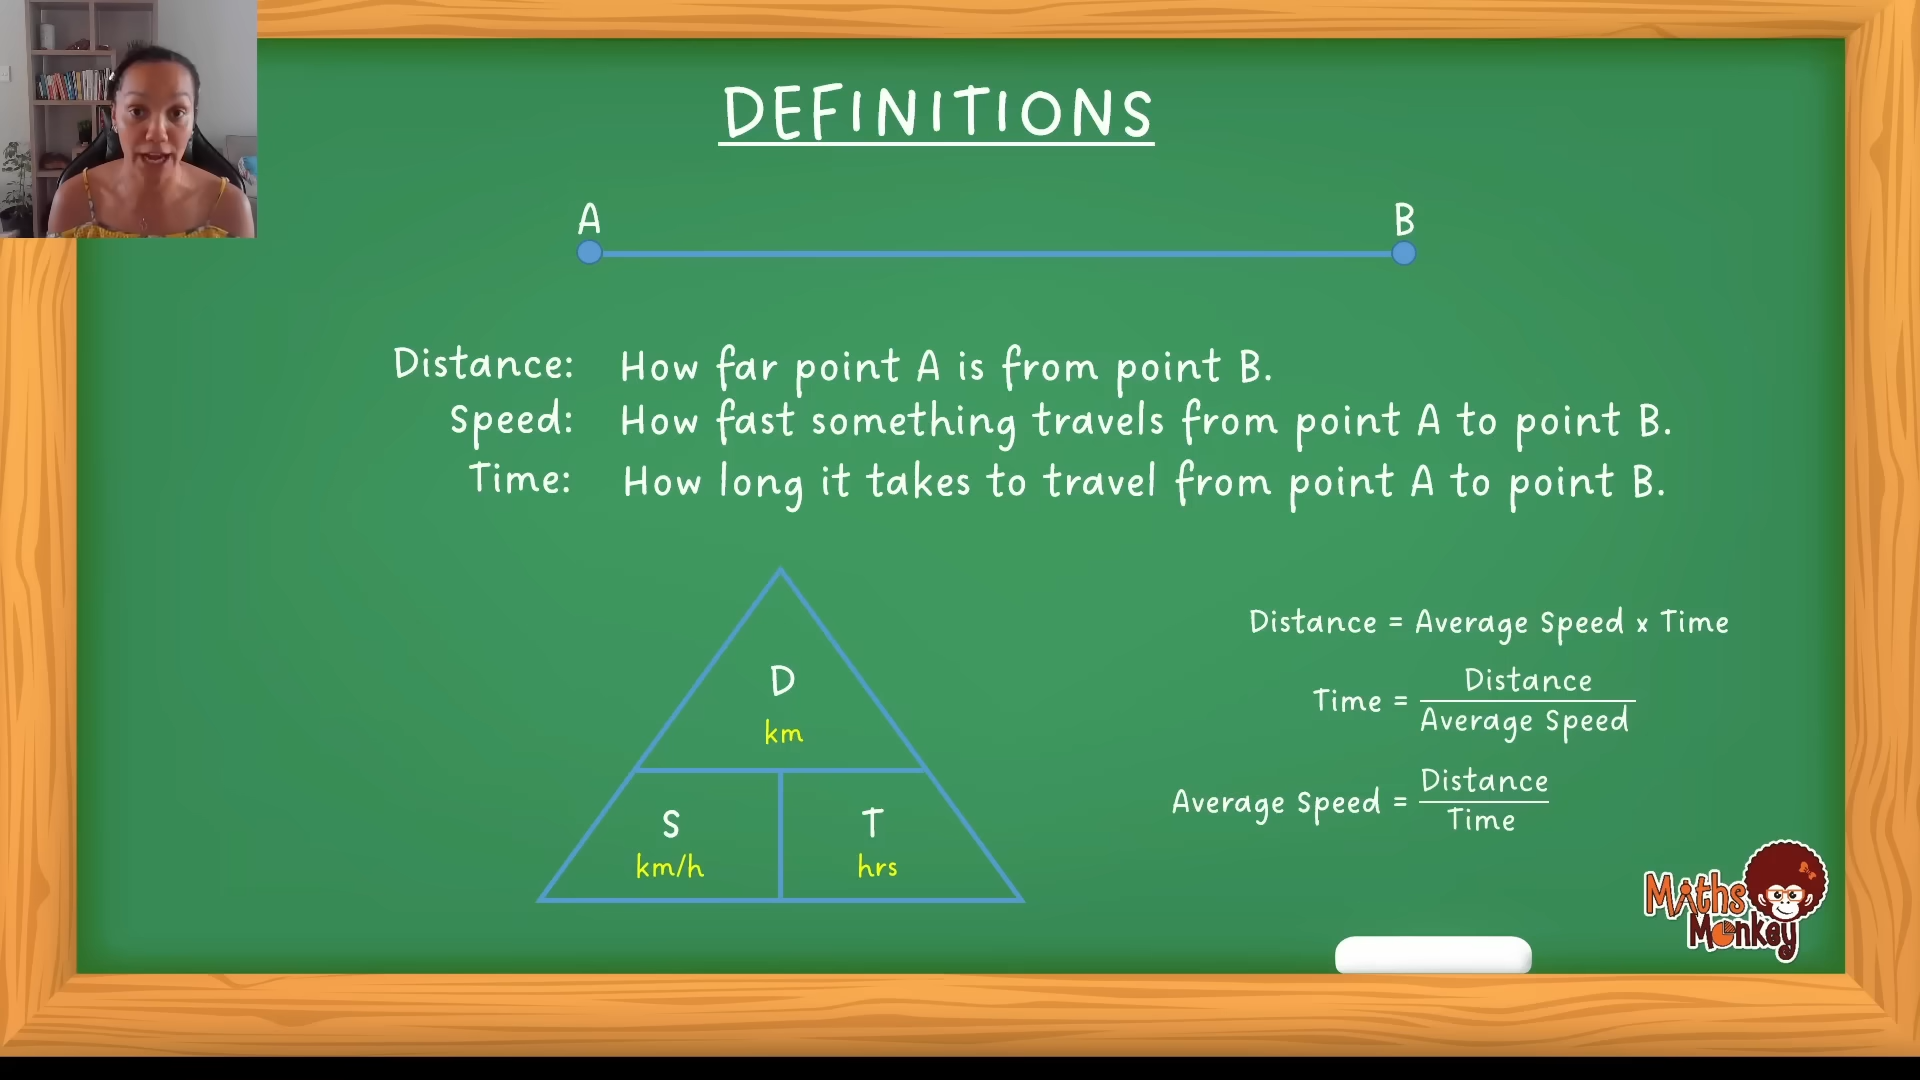 DEFINITIONS
A B
Distance: How far point A is from point B.
Speed: How fast something travels from point A to point B.
Time: How long it takes to travel from point A to point B.
D
km
S T
km/h hrs
Distance = Average Speed x Time
Time = Distance
Average Speed
Average Speed = Distance
Time
Maths
Monkey